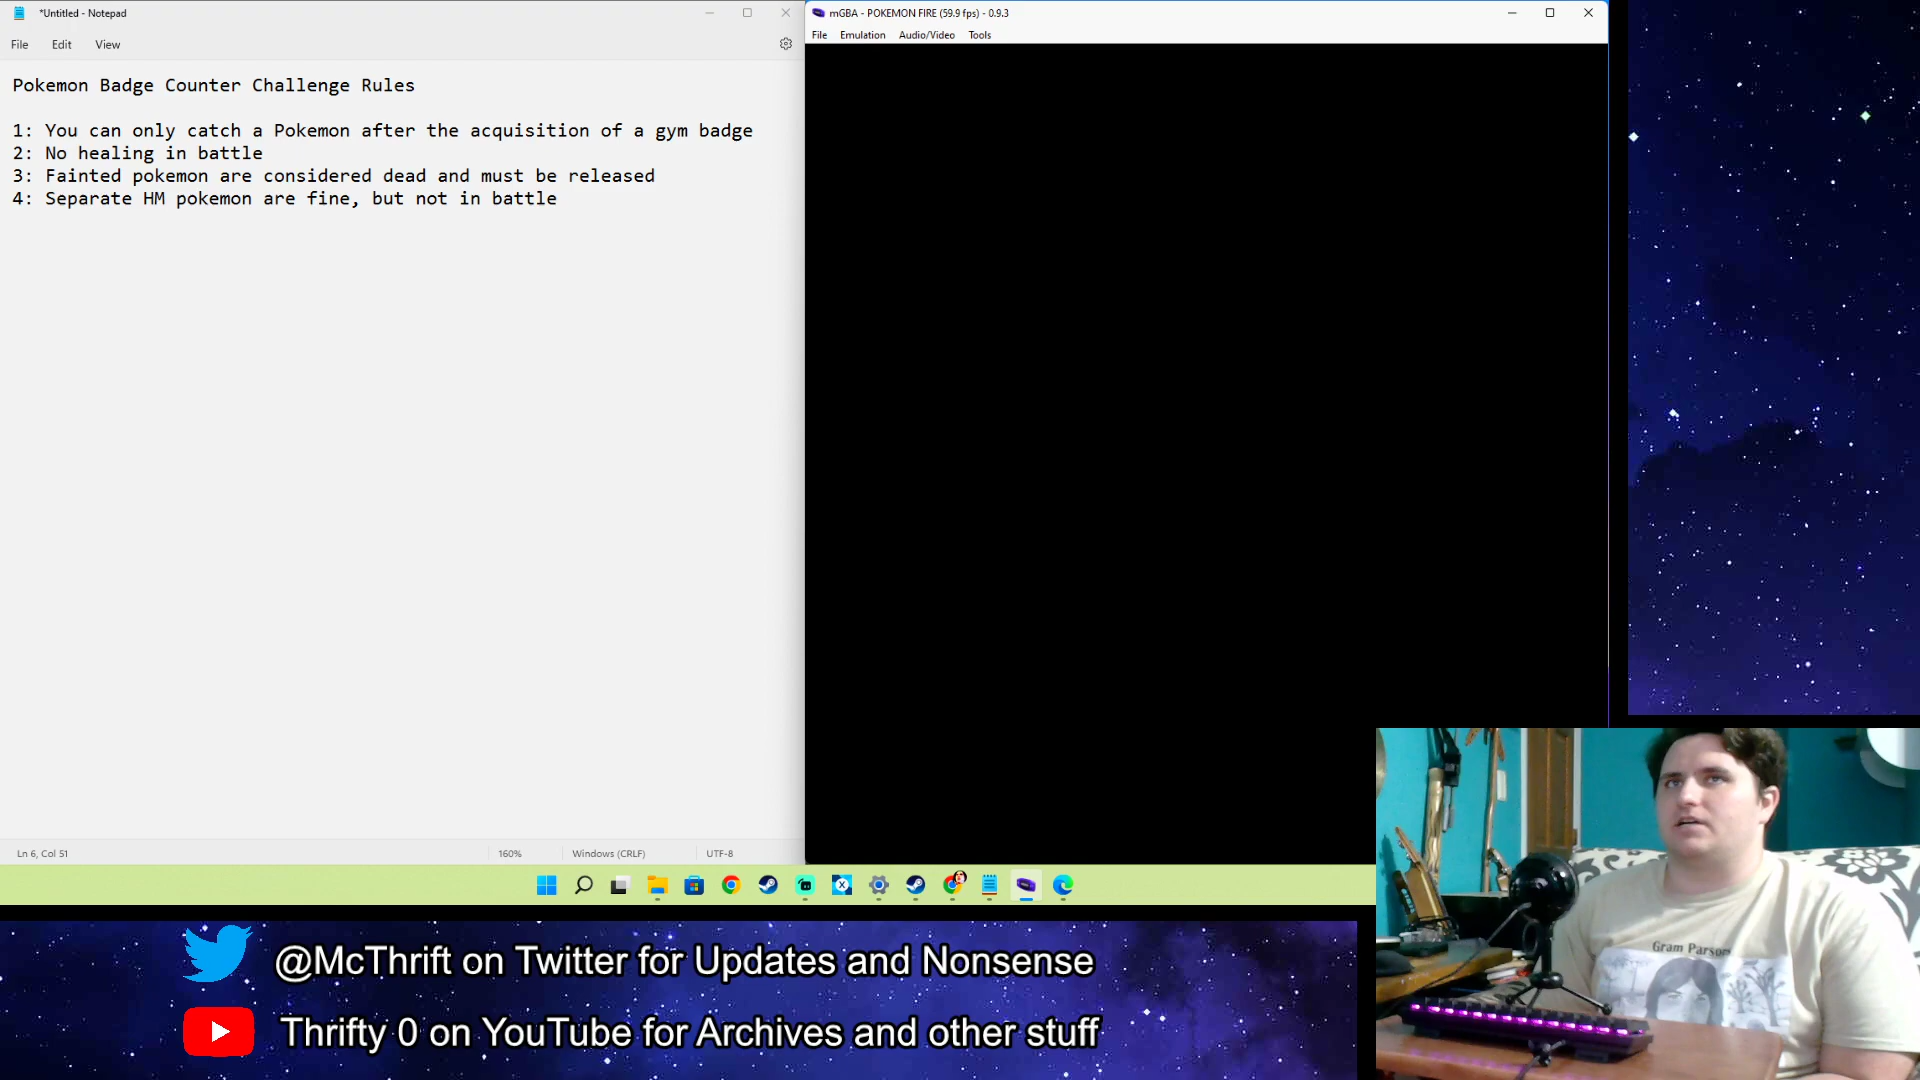 *Untitled - Notepad
File Edit View
Pokemon Badge Counter Challenge Rules
1: You can only catch a Pokemon after the acquisition of a gym badge
2: No healing in battle
3: Fainted pokemon are considered dead and must be released
4: Separate HM pokemon are fine, but not in battle
Ln 6, Col 51 160% Windows (CRLF) UTF-8
mGBA - POKEMON FIRE (59.9 fps) - 0.9.3
File Emulation Audio/Video Tools
Gram Parsons
@McThrift on Twitter for Updates and Nonsense
Thrifty 0 on YouTube for Archives and other stuff